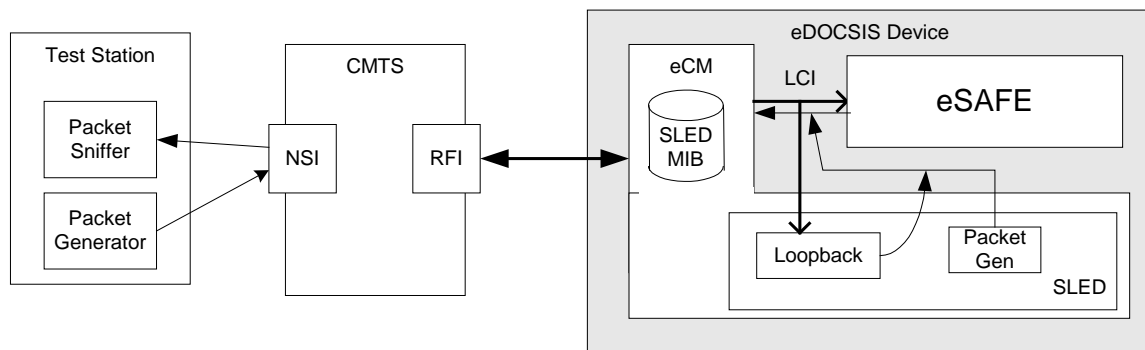 Test Station
Packet
Sniffer
Packet
Generator
CMTS
NSI
RFI
eDOCSIS Device
eCM
SLED
MIB
LCI
eSAFE
Loopback
Packet
Gen
SLED